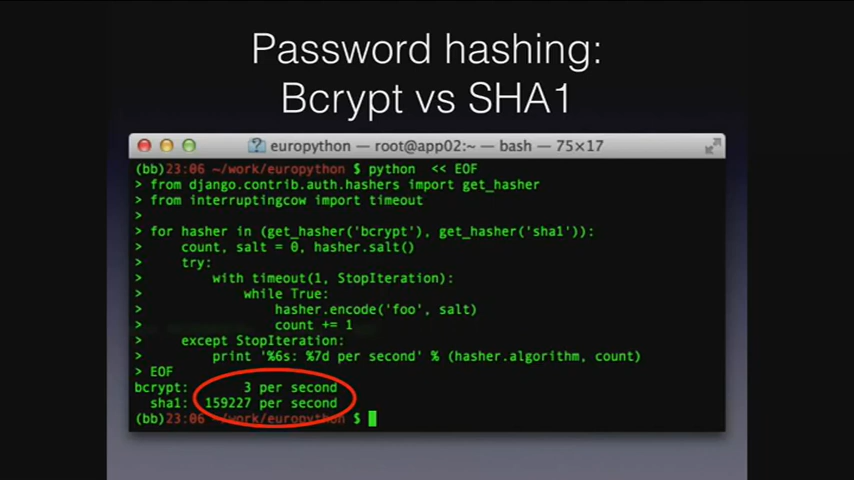 Password hashing:
Bcrypt vs SHA1
europython — root@app02:~ — bash — 75×17
(bb)23:06 ~/work/europython $ python  << EOF
> from django.contrib.auth.hashers import get_hasher
> from interruptingcow import timeout
>
> for hasher in (get_hasher('bcrypt'), get_hasher('sha1')):
>     count, salt = 0, hasher.salt()
>     try:
>         with timeout(1, StopIteration):
>             while True:
>                 hasher.encode('foo', salt)
>                 count += 1
>     except StopIteration:
>         print '%6s: %7d per second' % (hasher.algorithm, count)
> EOF
bcrypt:       3 per second
  sha1:  159227 per second
(bb)23:06 ~/work/europython $